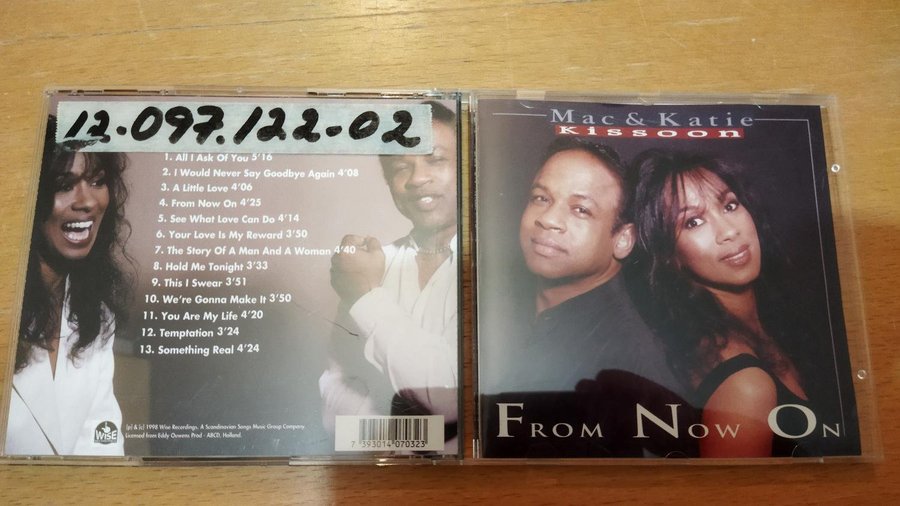 12-097.122-02
1. All I Ask Of You 5'16
2. I Would Never Say Goodbye Again 4'08
3. A Little Love 4'06
4. From Now On 4'25
5. See What Love Can Do 4'14
6. Your Love Is My Reward 3'50
7. The Story Of A Man And A Woman 4'40
8. Hold Me Tonight 3'33
9. This I Swear 3'51
10. We're Gonna Make It 3'50
11. You Are My Life 4'20
12. Temptation 3'24
13. Something Real 4'24
WISE
(p) & (c) 1998 Wise Recordings. A Scandinavian Songs Music Group Company.
Licensed from Eddy Ouwens Prod - ABCD, Holland.
7 393014 070323
Mac & Katie
Kissoon
From Now On